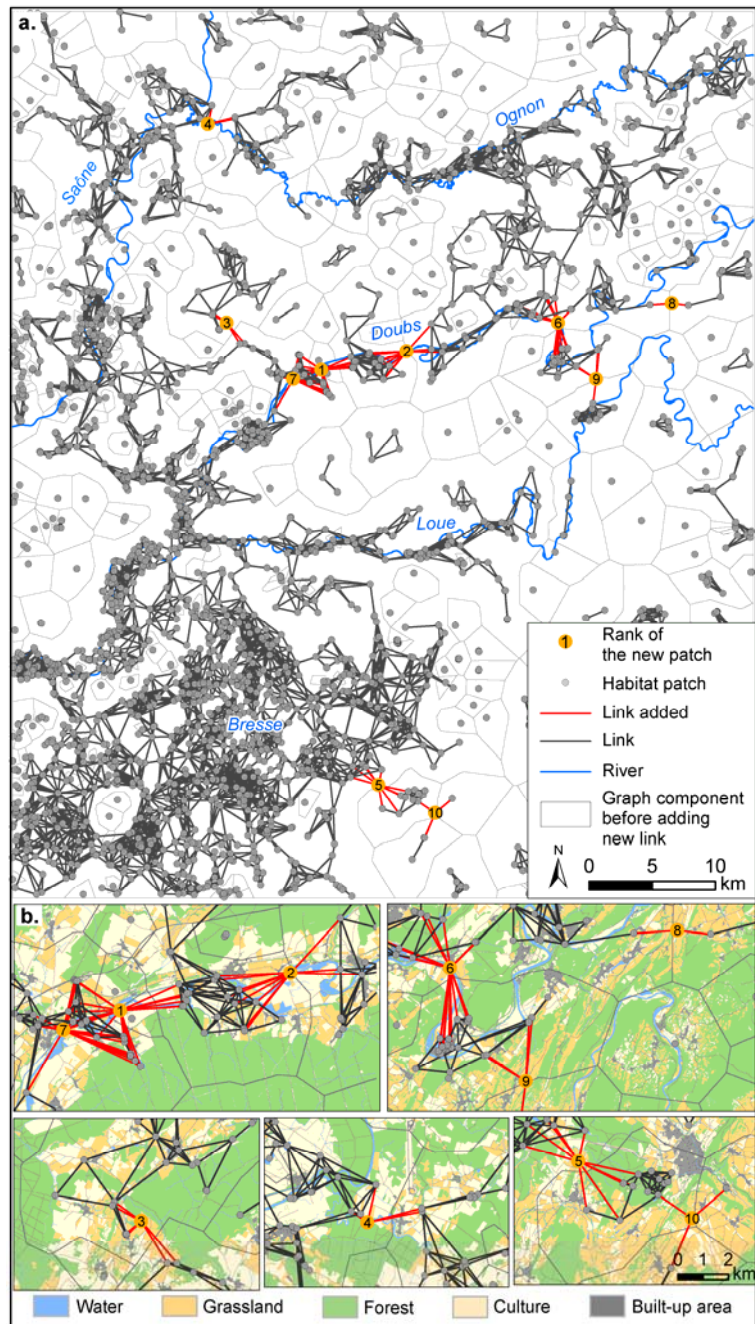 a.
Ognon
4
Saône
8
3
6
Doubs
2
1
7
9
Loue
1 Rank of
the new patch
Habitat patch
Link added
Link
River
Graph component
before adding
new link
N
0 5 10
km
Bresse
5
10
b.
2
1
7
8
6
9
3
4
5
10
0 1 2
km
Water
Grassland
Forest
Culture
Built-up area